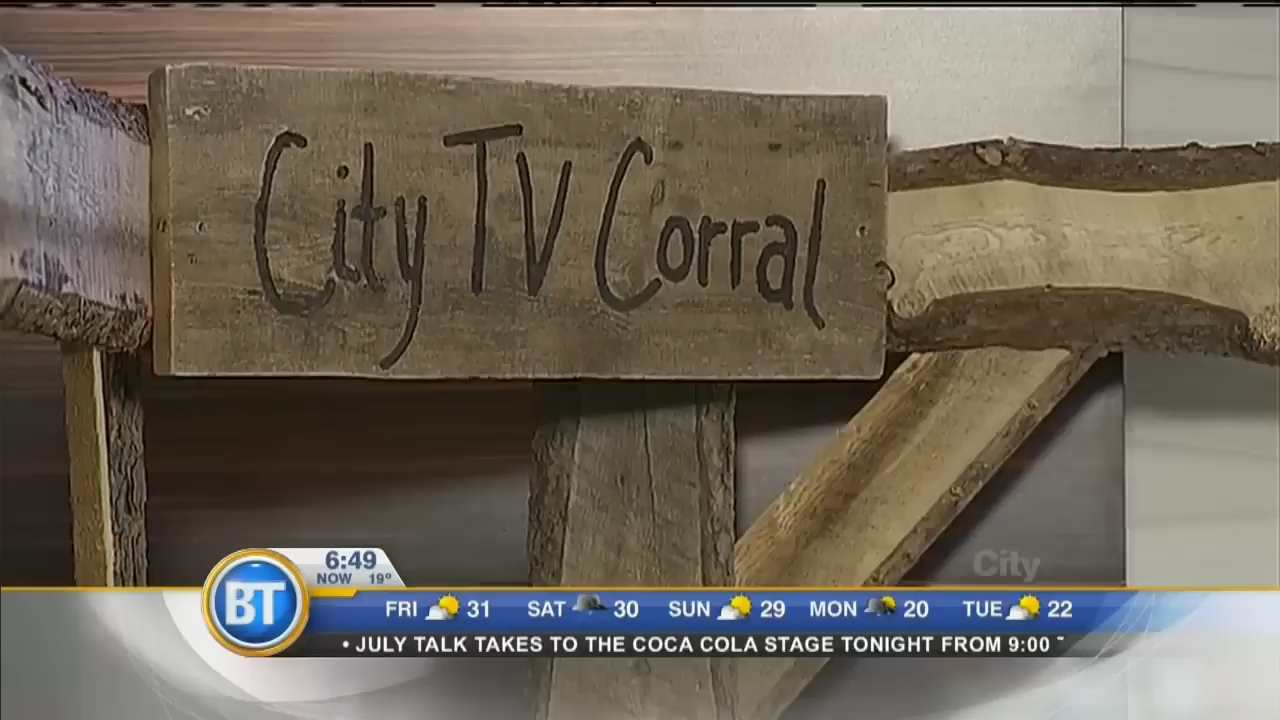 City TV Corral
City
6:49
NOW 19°
BT
FRI 31 SAT 30 SUN 29 MON 20 TUE 22
• JULY TALK TAKES TO THE COCA COLA STAGE TONIGHT FROM 9:00